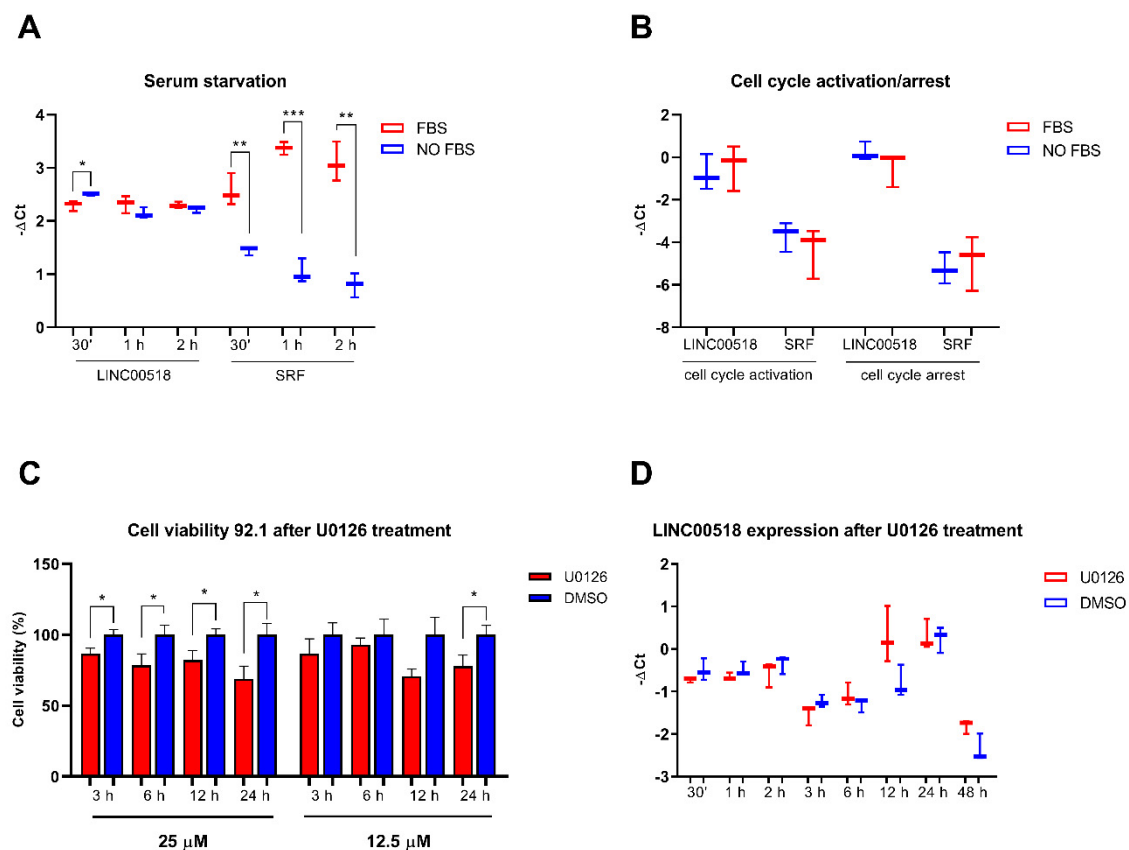 A
Serum starvation
FBS
NO FBS
-ΔCt
4
3
2
1
0
*
**
***
**
30' 1 h 2 h 30' 1 h 2 h
LINC00518 SRF
B
Cell cycle activation/arrest
FBS
NO FBS
-ΔCt
2
0
-2
-4
-6
-8
LINC00518 SRF LINC00518 SRF
cell cycle activation cell cycle arrest
C
Cell viability 92.1 after U0126 treatment
U0126
DMSO
Cell viability (%)
150
100
50
0
* * * * *
3 h 6 h 12 h 24 h 3 h 6 h 12 h 24 h
25 μM 12.5 μM
D
LINC00518 expression after U0126 treatment
U0126
DMSO
-ΔCt
2
1
0
-1
-2
-3
30' 1 h 2 h 3 h 6 h 12 h 24 h 48 h